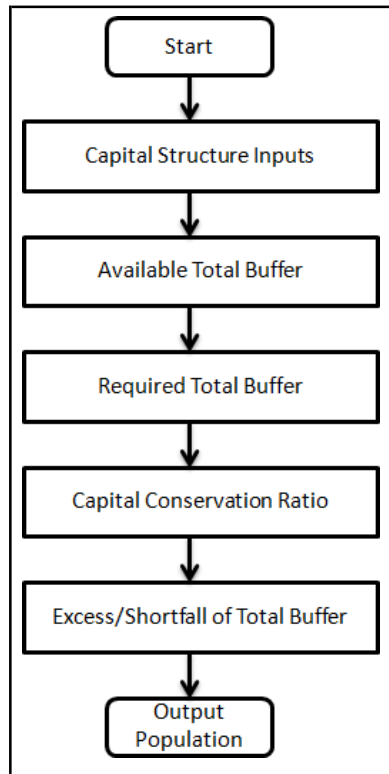 Start
Capital Structure Inputs
Available Total Buffer
Required Total Buffer
Capital Conservation Ratio
Excess/Shortfall of Total Buffer
Output
Population